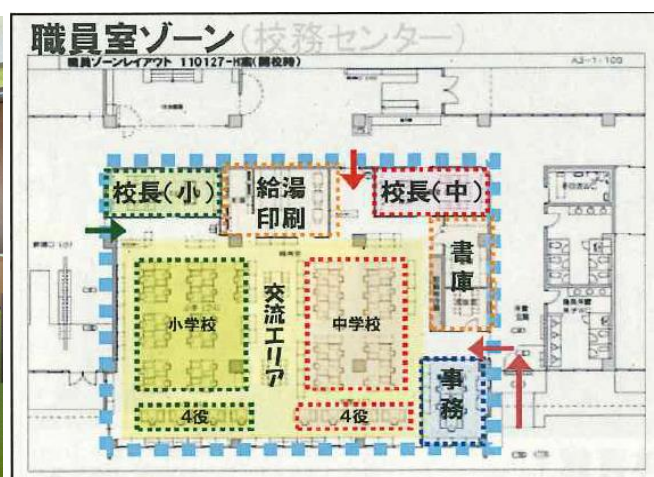 職員室ゾーン(校務センター)
職員ゾーンレイアウト 110127-H案(開校時)
A3-1:100
校長(小)
給湯
印刷
校長(中)
書庫
小学校
交流エリア
中学校
4役
4役
事務